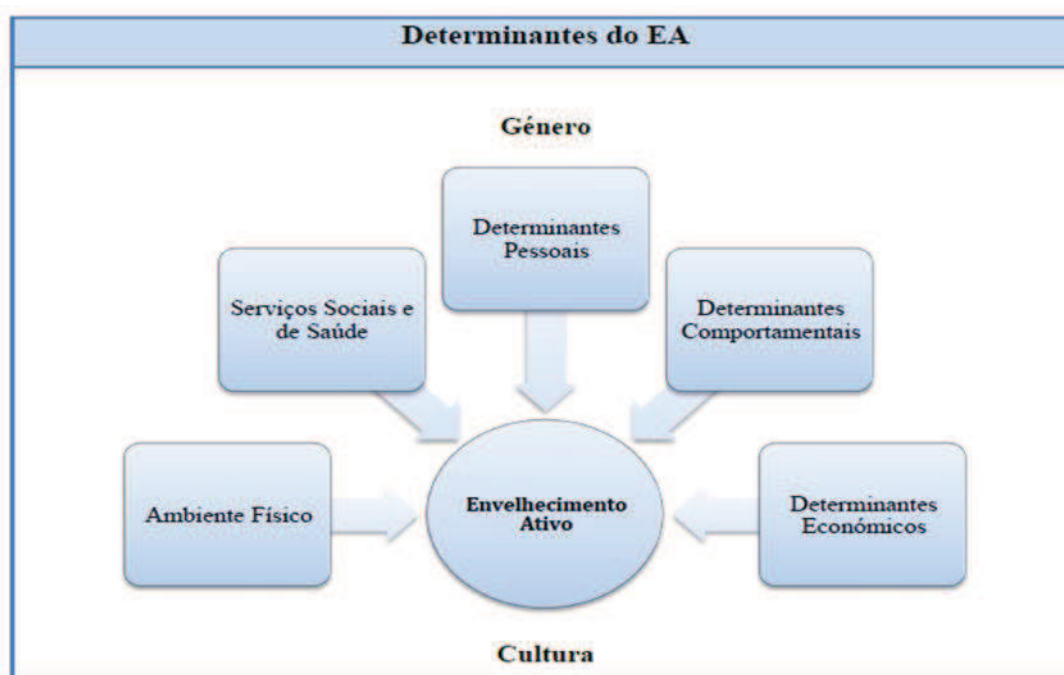 Determinantes do EA
Género
Determinantes
Pessoais
Serviços Sociais e
de Saúde
Determinantes
Comportamentais
Ambiente Físico
Envelhecimento
Ativo
Determinantes
Económicos
Cultura